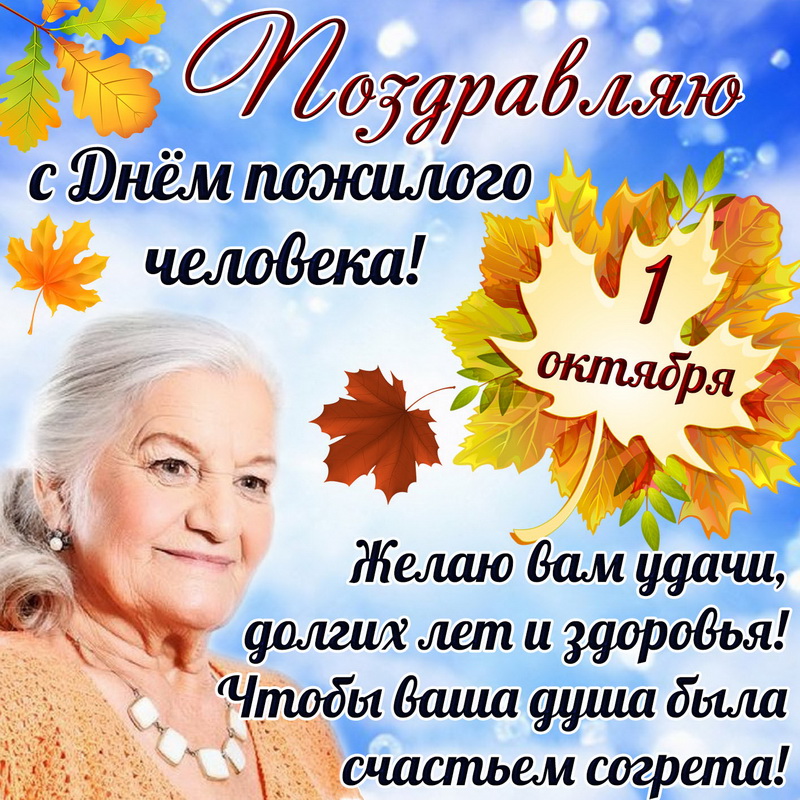 Поздравляю
с Днём пожилого
человека!
1
октября
Желаю вам удачи,
долгих лет и здоровья!
Чтобы ваша душа была
счастьем согрета!